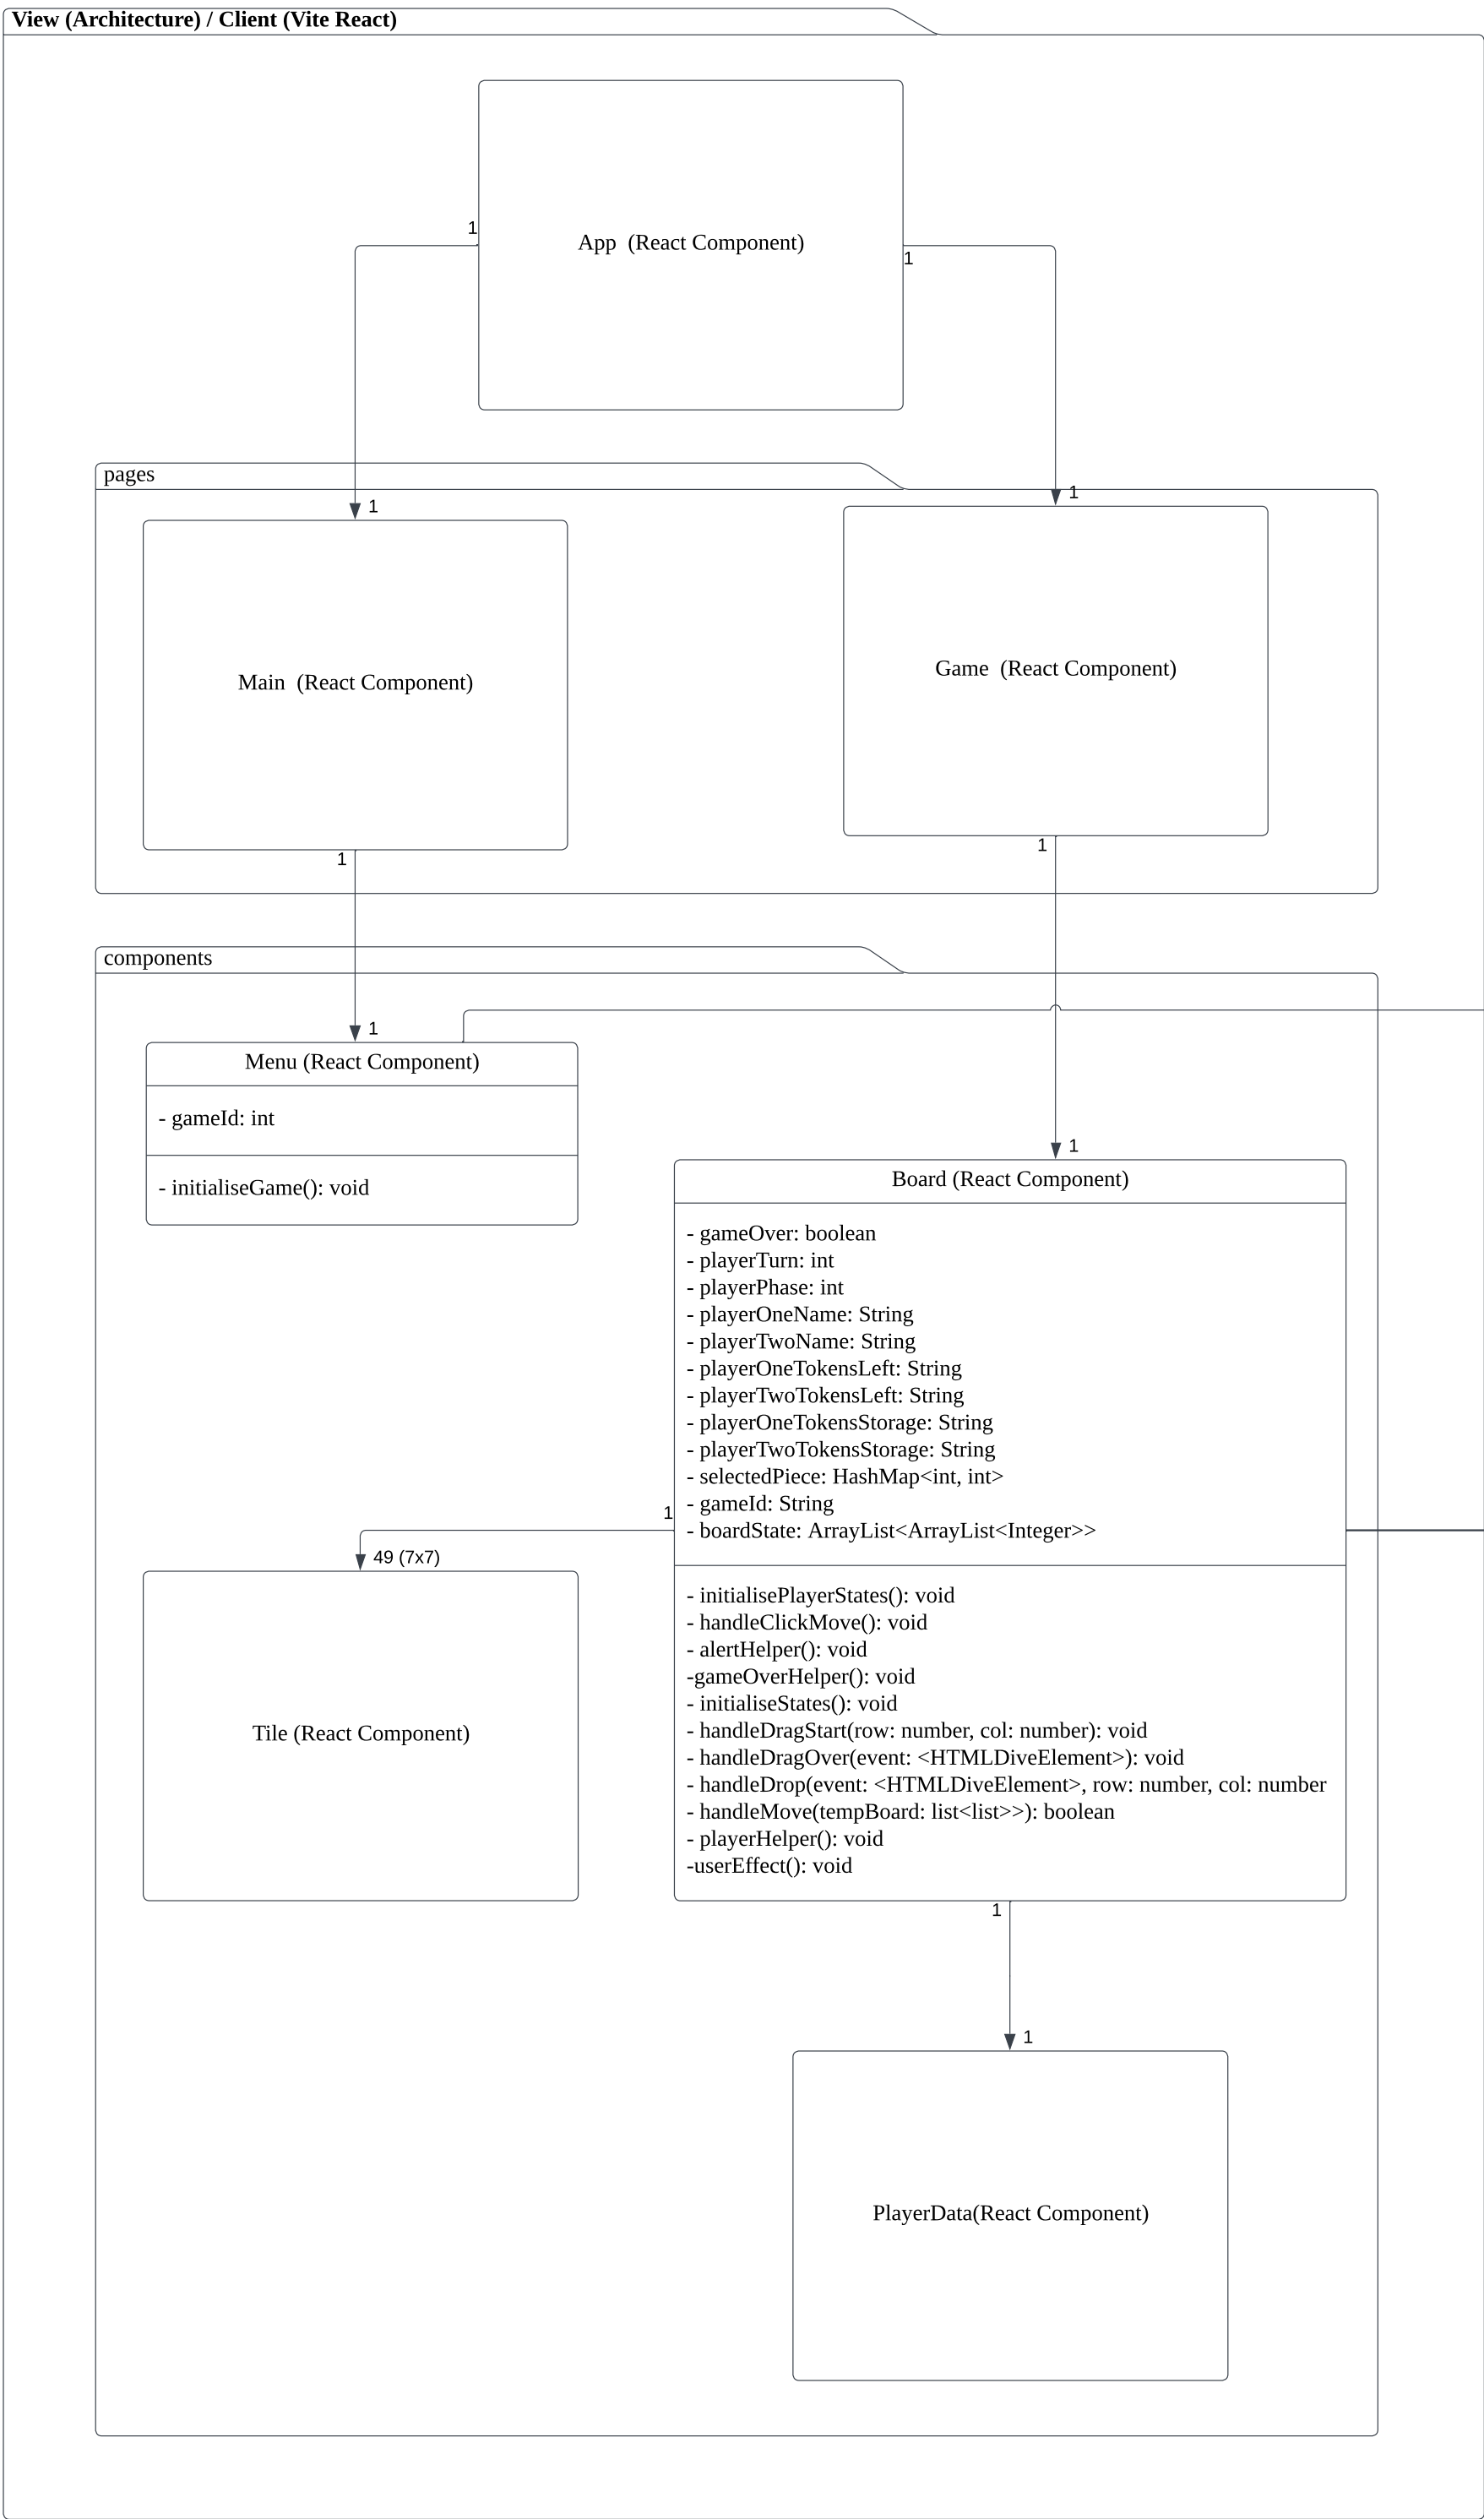 View (Architecture) / Client (Vite React)
App  (React Component)
1
1
pages
1
1
Main  (React Component)
Game  (React Component)
1
1
components
1
Menu (React Component)
- gameId: int
- initialiseGame(): void
1
Board (React Component)
- gameOver: boolean
- playerTurn: int
- playerPhase: int
- playerOneName: String
- playerTwoName: String
- playerOneTokensLeft: String
- playerTwoTokensLeft: String
- playerOneTokensStorage: String
- playerTwoTokensStorage: String
- selectedPiece: HashMap<int, int>
- gameId: String
- boardState: ArrayList<ArrayList<Integer>>
- initialisePlayerStates(): void
- handleClickMove(): void
- alertHelper(): void
-gameOverHelper(): void
- initialiseStates(): void
- handleDragStart(row: number, col: number): void
- handleDragOver(event: <HTMLDiveElement>): void
- handleDrop(event: <HTMLDiveElement>, row: number, col: number
- handleMove(tempBoard: list<list>>): boolean
- playerHelper(): void
-userEffect(): void
1
49 (7x7)
Tile (React Component)
1
1
PlayerData(React Component)